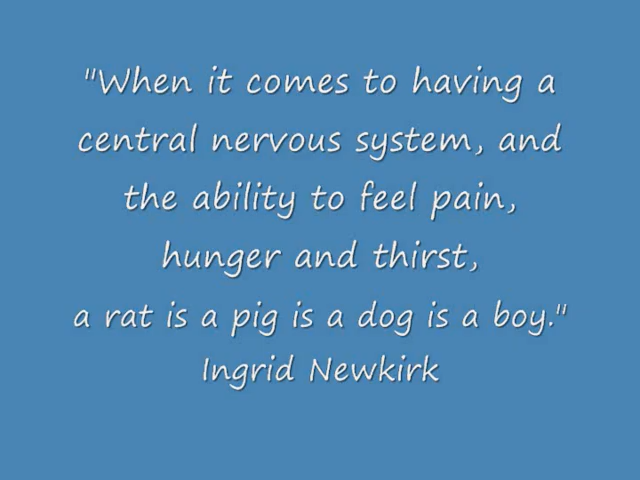 "When it comes to having a
central nervous system, and
the ability to feel pain,
hunger and thirst,
a rat is a pig is a dog is a boy."
Ingrid Newkirk